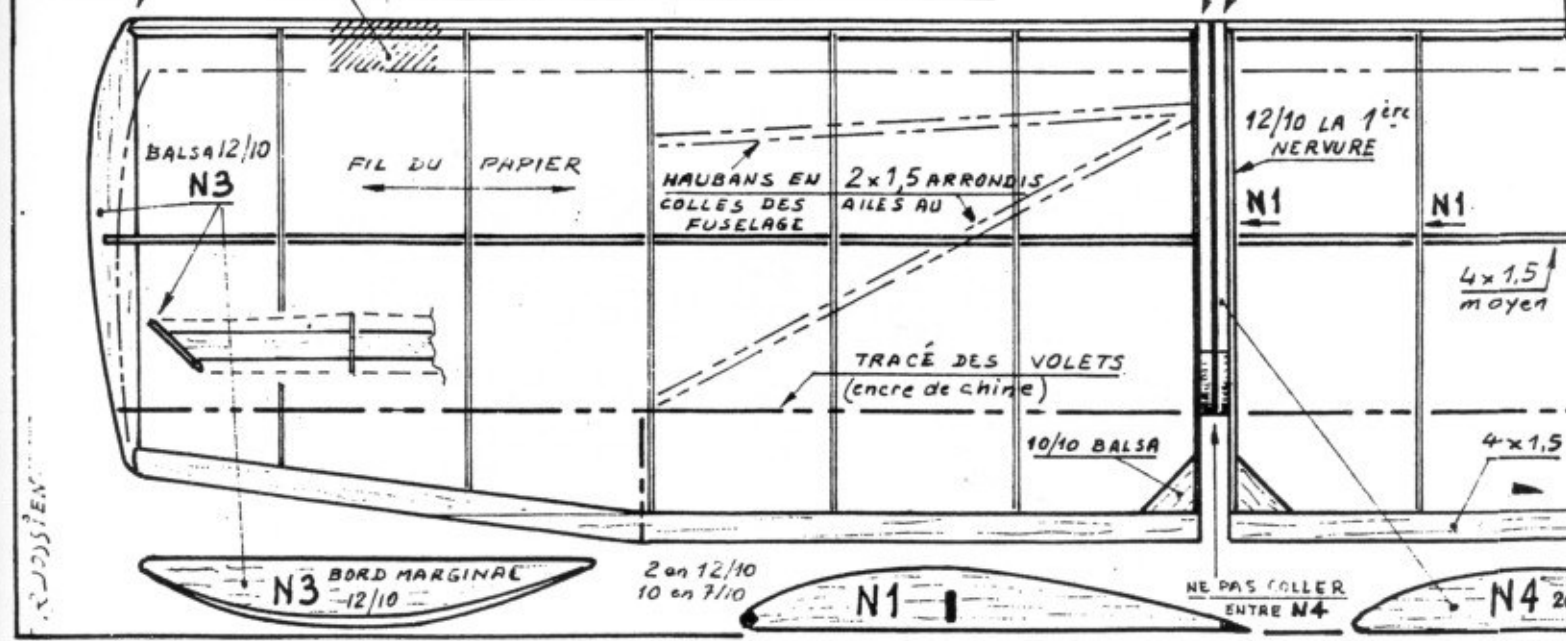 BALSA 12/10
N3
FIL DU PAPIER
HAUBANS EN 2 x 1,5 ARRONDIS
COLLES DES AILES AU
FUSELAGE
12/10 LA 1ère
NERVURE
N1
N1
4 x 1,5
moyen
TRACÉ DES VOLETS
(encre de chine)
10/10 BALSA
4 x 1,5
N3 BORD MARGINAL
12/10
2 en 12/10
10 en 7/10
N1
NE PAS COLLER
ENTRE N4
N4